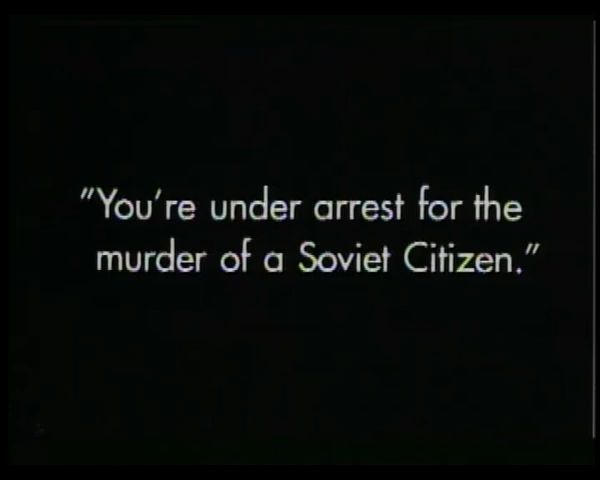 "You're under arrest for the
murder of a Soviet Citizen."